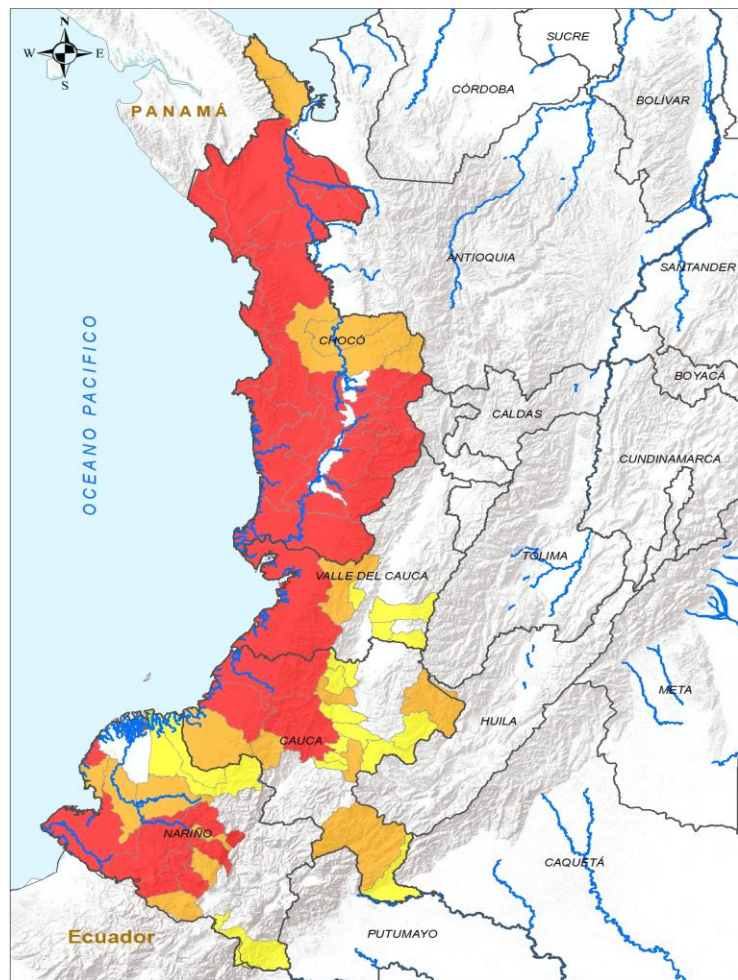 N
W E
S
SUCRE
CÓRDOBA
BOLÍVAR
PANAMÁ
ANTIOQUIA
SANTANDER
OCEANO PACIFICO
CHOCÓ
BOYACÁ
CALDAS
CUNDINAMARCA
TOLIMA
VALLE DEL CAUCA
META
HUILA
CAUCA
NARIÑO
CAQUETÁ
Ecuador
PUTUMAYO